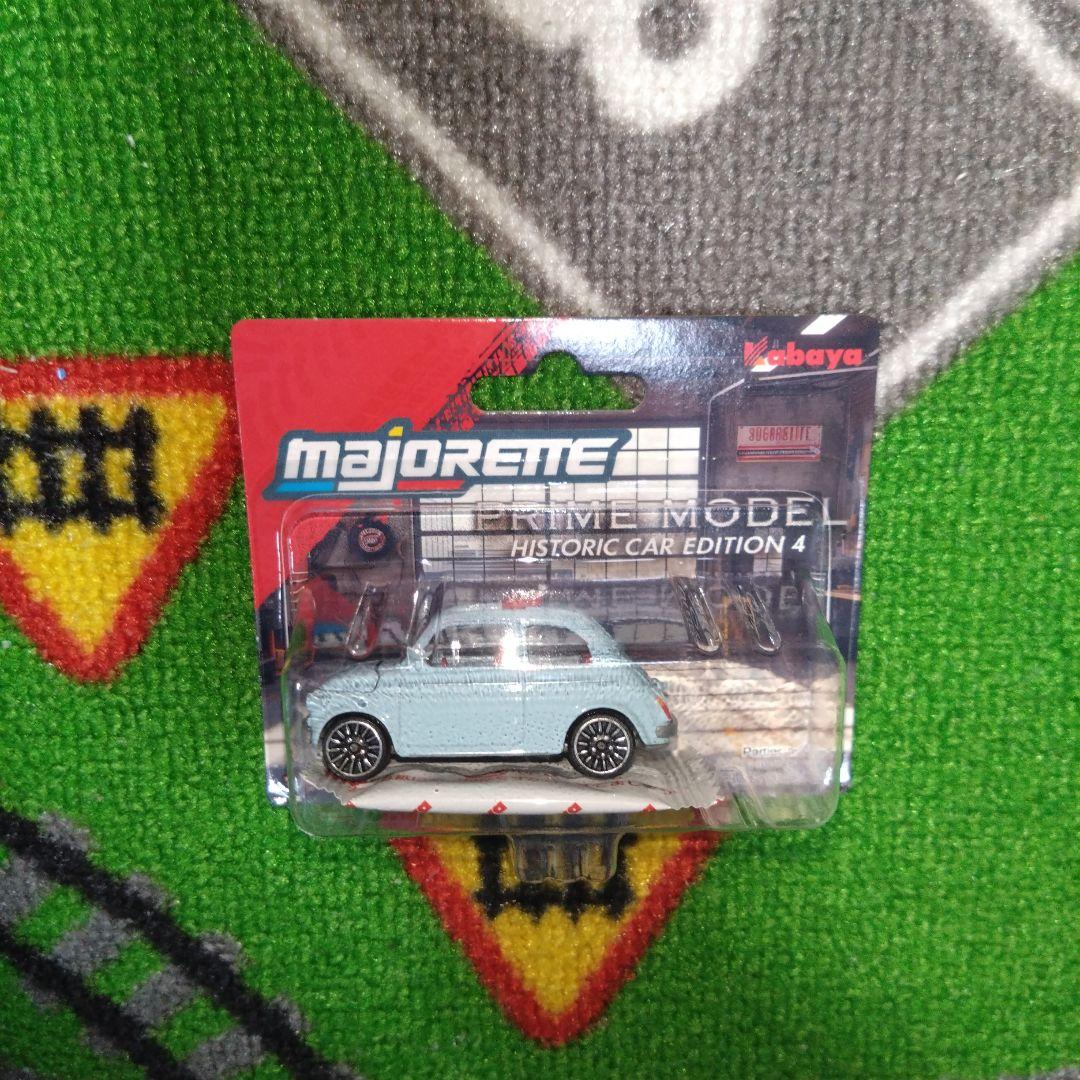 Kabaya
majORETTE
PRIME MODEL
HISTORIC CAR EDITION 4